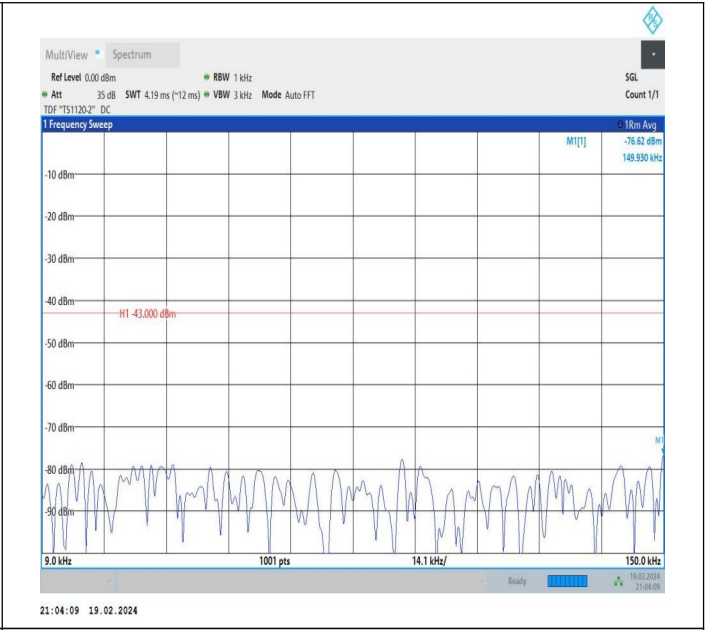 MultiView Spectrum
Ref Level 0.00 dBm RBW 1 kHz SGL
Att 35 dB SWT 4.19 ms (~12 ms) VBW 3 kHz Mode Auto FFT Count 1/1
TDF "TS1120-2" DC
1 Frequency Sweep 1Rm Avg
M1[1] -76.62 dBm
149.930 kHz
-10 dBm
-20 dBm
-30 dBm
-40 dBm
H1 -43.000 dBm
-50 dBm
-60 dBm
-70 dBm
M1
-80 dBm
-90 dBm
9.0 kHz 1001 pts 14.1 kHz/ 150.0 kHz
Ready 19.02.2024
21:04:09
21:04:09 19.02.2024